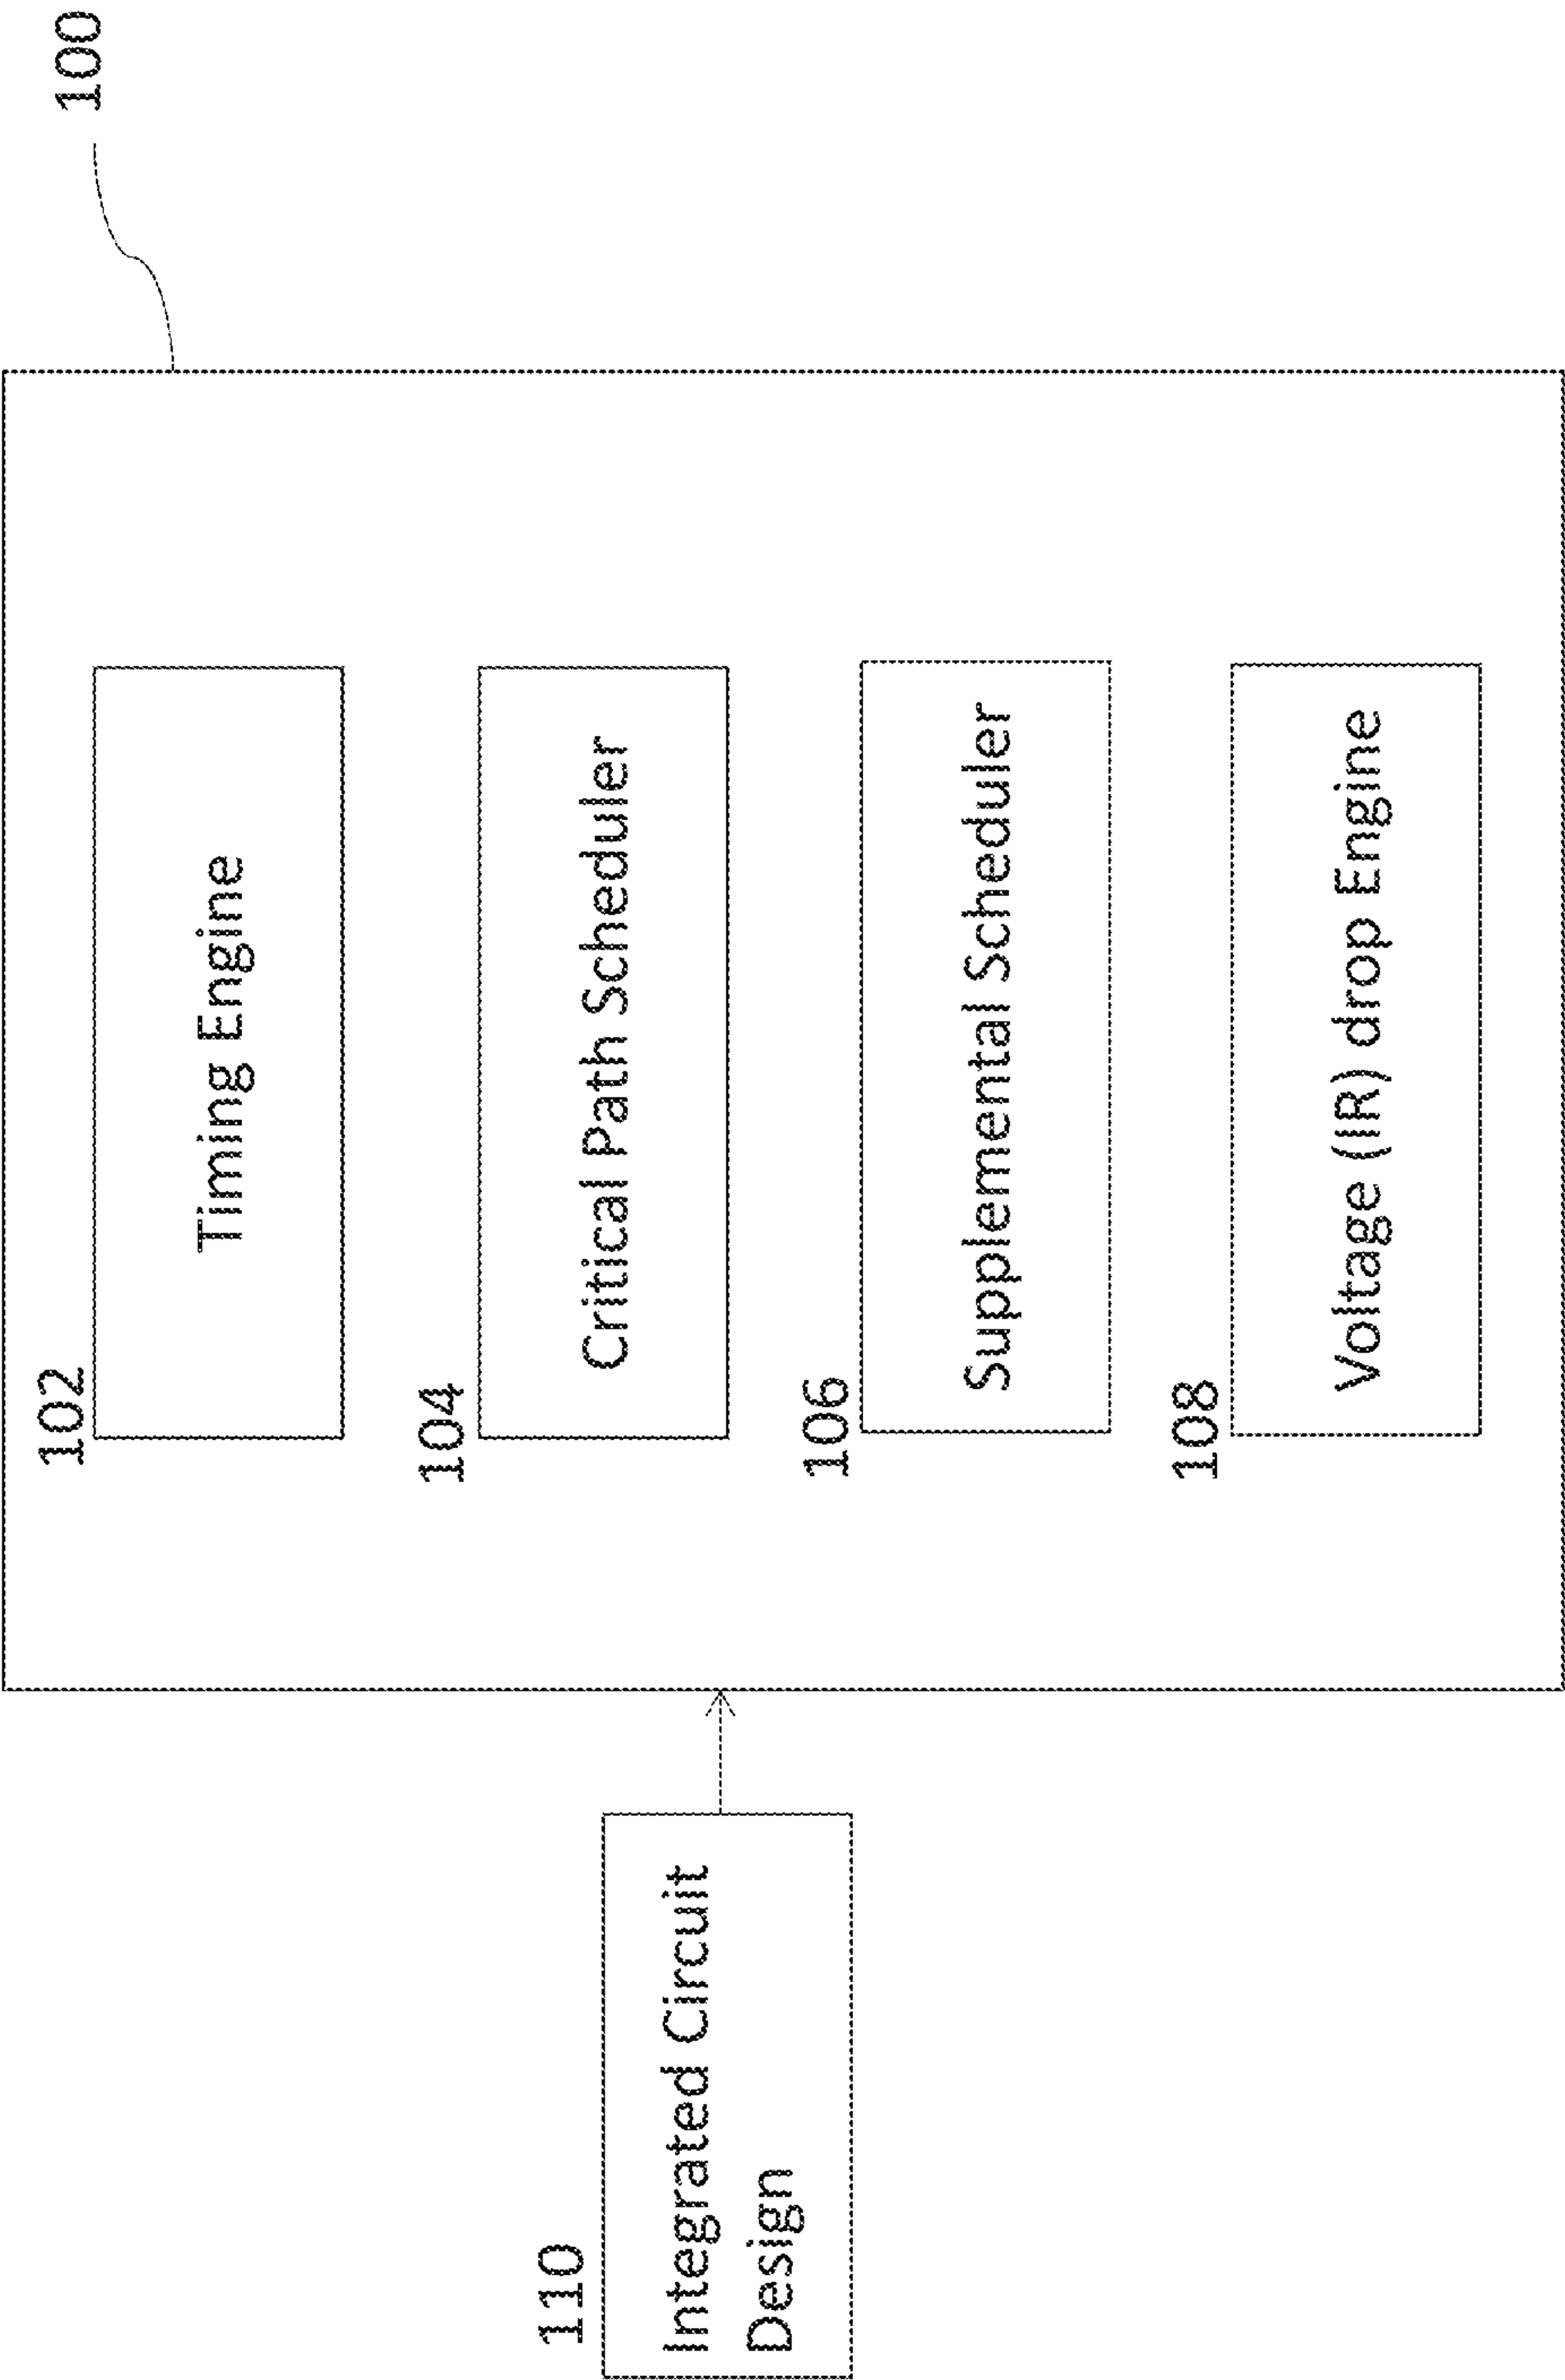 100
102
Timing Engine
104
Critical Path Scheduler
106
Supplemental Scheduler
108
Voltage (IR) drop Engine
110
Integrated Circuit
Design